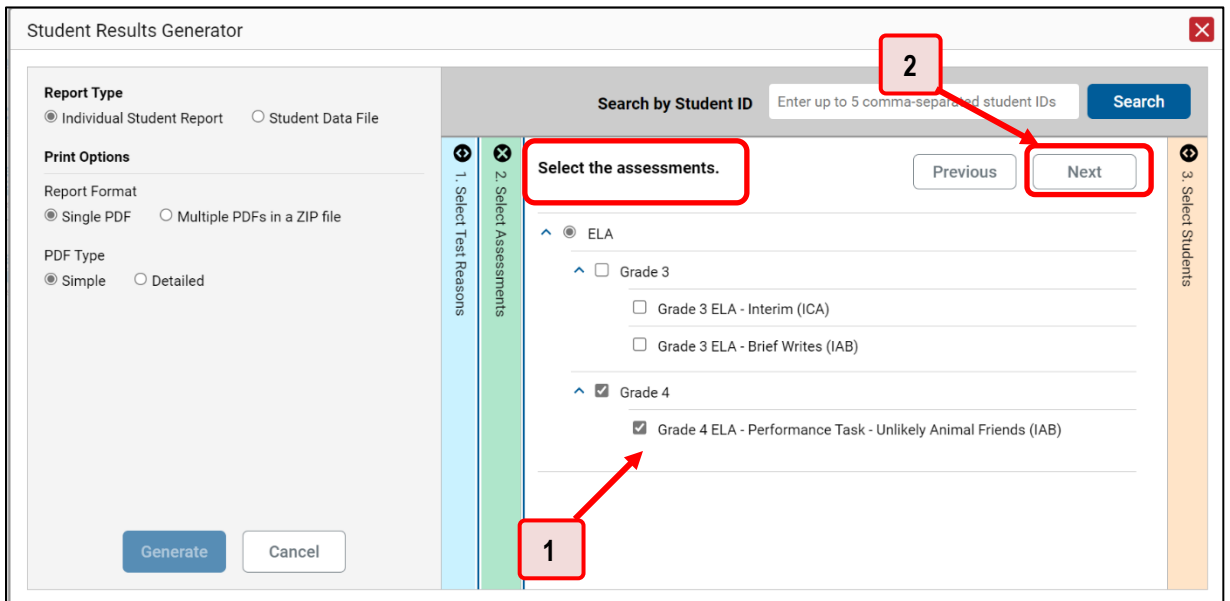 Student Results Generator
2
Report Type
Individual Student Report Student Data File
Print Options
Report Format
Single PDF Multiple PDFs in a ZIP file
PDF Type
Simple Detailed
Generate Cancel
Search by Student ID Enter up to 5 comma-separated student IDs Search
1. Select Test Reasons
2. Select Assessments
Select the assessments. Previous Next
ELA
Grade 3
Grade 3 ELA - Interim (ICA)
Grade 3 ELA - Brief Writes (IAB)
Grade 4
Grade 4 ELA - Performance Task - Unlikely Animal Friends (IAB)
1
3. Select Students